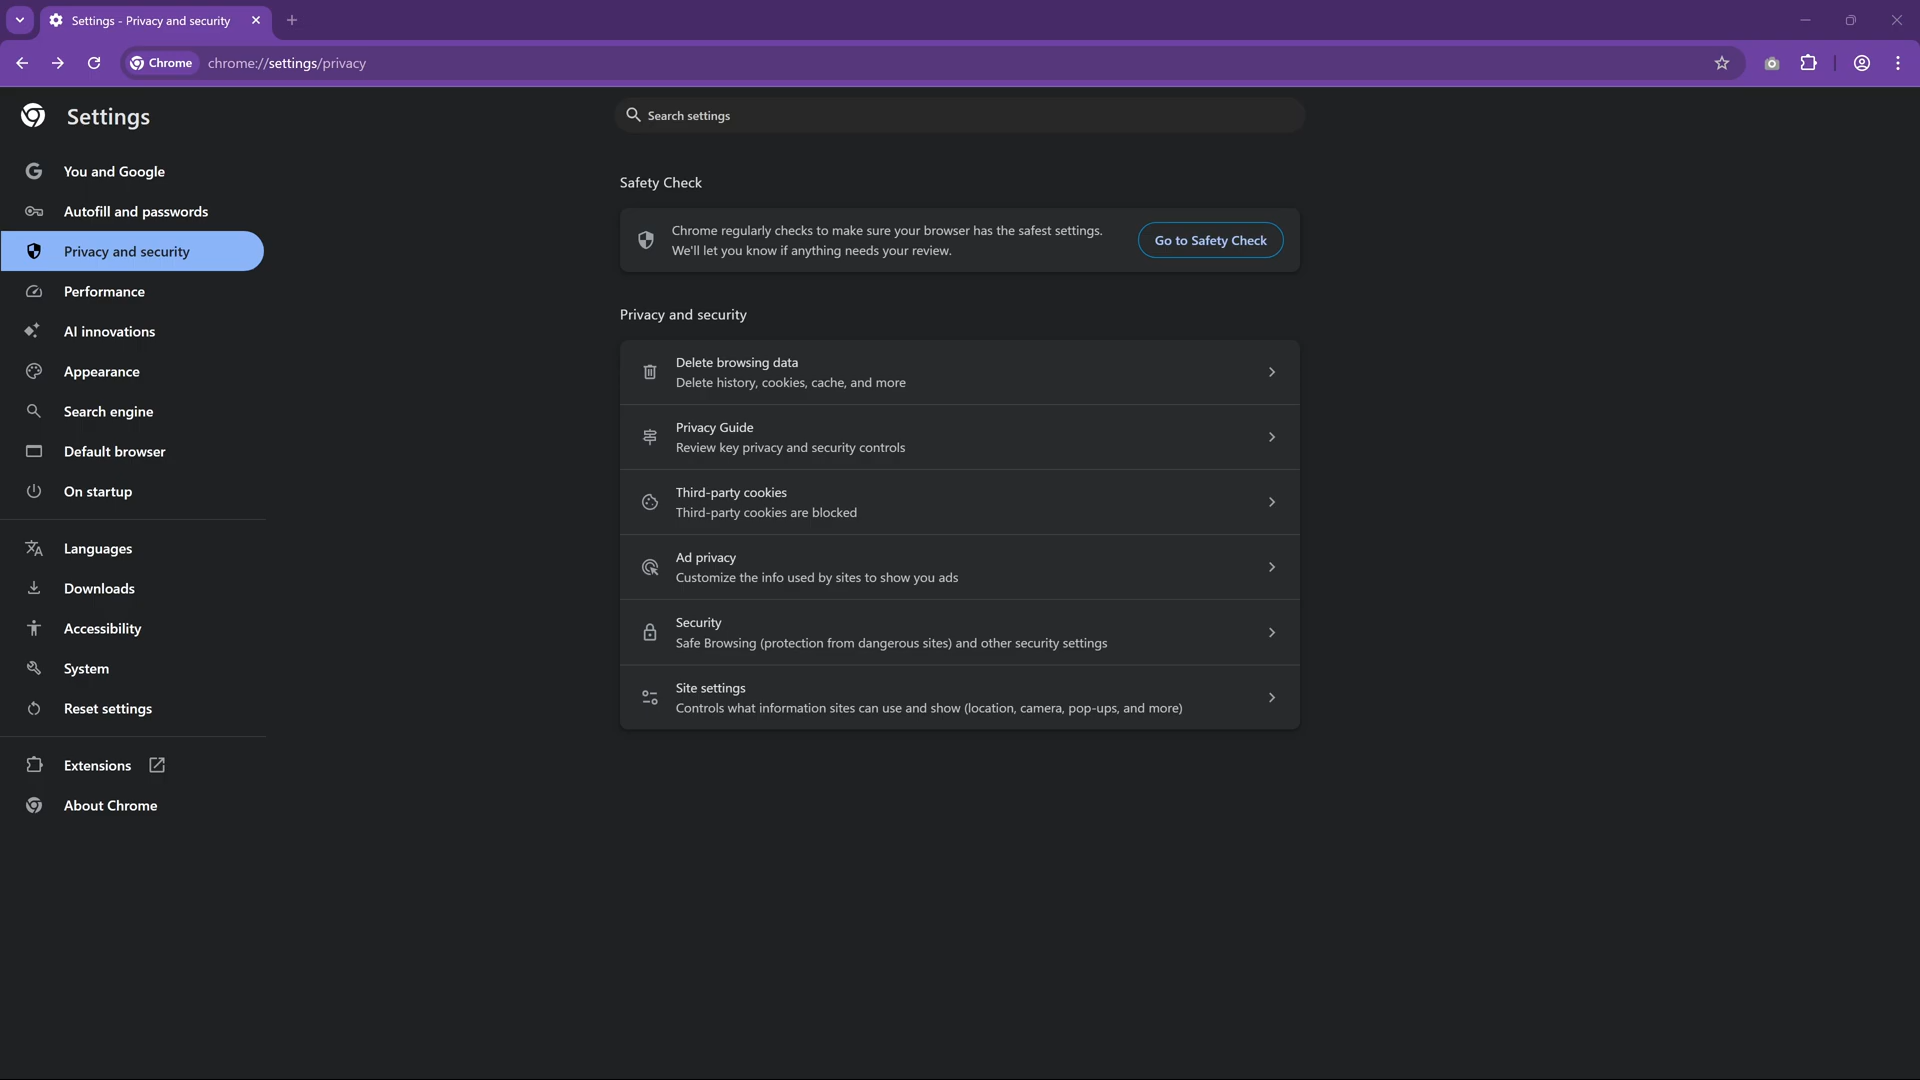 Settings - Privacy and security
Chrome
chrome://settings/privacy
Settings
Search settings
You and Google
Autofill and passwords
Privacy and security
Performance
AI innovations
Appearance
Search engine
Default browser
On startup
Languages
Downloads
Accessibility
System
Reset settings
Extensions
About Chrome
Safety Check
Chrome regularly checks to make sure your browser has the safest settings.
We'll let you know if anything needs your review.
Go to Safety Check
Privacy and security
Delete browsing data
Delete history, cookies, cache, and more
Privacy Guide
Review key privacy and security controls
Third-party cookies
Third-party cookies are blocked
Ad privacy
Customize the info used by sites to show you ads
Security
Safe Browsing (protection from dangerous sites) and other security settings
Site settings
Controls what information sites can use and show (location, camera, pop-ups, and more)